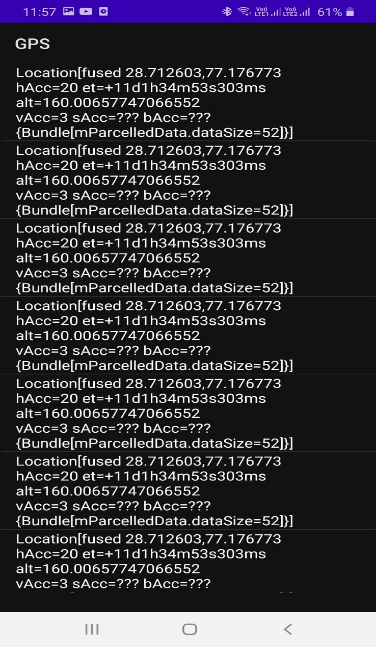 11:57
Vo)) LTE1
Vo)) LTE2
61%
GPS
Location[fused 28.712603,77.176773
hAcc=20 et=+11d1h34m53s303ms
alt=160.00657747066552
vAcc=3 sAcc=??? bAcc=???
{Bundle[mParcelledData.dataSize=52]}]
Location[fused 28.712603,77.176773
hAcc=20 et=+11d1h34m53s303ms
alt=160.00657747066552
vAcc=3 sAcc=??? bAcc=???
{Bundle[mParcelledData.dataSize=52]}]
Location[fused 28.712603,77.176773
hAcc=20 et=+11d1h34m53s303ms
alt=160.00657747066552
vAcc=3 sAcc=??? bAcc=???
{Bundle[mParcelledData.dataSize=52]}]
Location[fused 28.712603,77.176773
hAcc=20 et=+11d1h34m53s303ms
alt=160.00657747066552
vAcc=3 sAcc=??? bAcc=???
{Bundle[mParcelledData.dataSize=52]}]
Location[fused 28.712603,77.176773
hAcc=20 et=+11d1h34m53s303ms
alt=160.00657747066552
vAcc=3 sAcc=??? bAcc=???
{Bundle[mParcelledData.dataSize=52]}]
Location[fused 28.712603,77.176773
hAcc=20 et=+11d1h34m53s303ms
alt=160.00657747066552
vAcc=3 sAcc=??? bAcc=???
{Bundle[mParcelledData.dataSize=52]}]
Location[fused 28.712603,77.176773
hAcc=20 et=+11d1h34m53s303ms
alt=160.00657747066552
vAcc=3 sAcc=??? bAcc=???